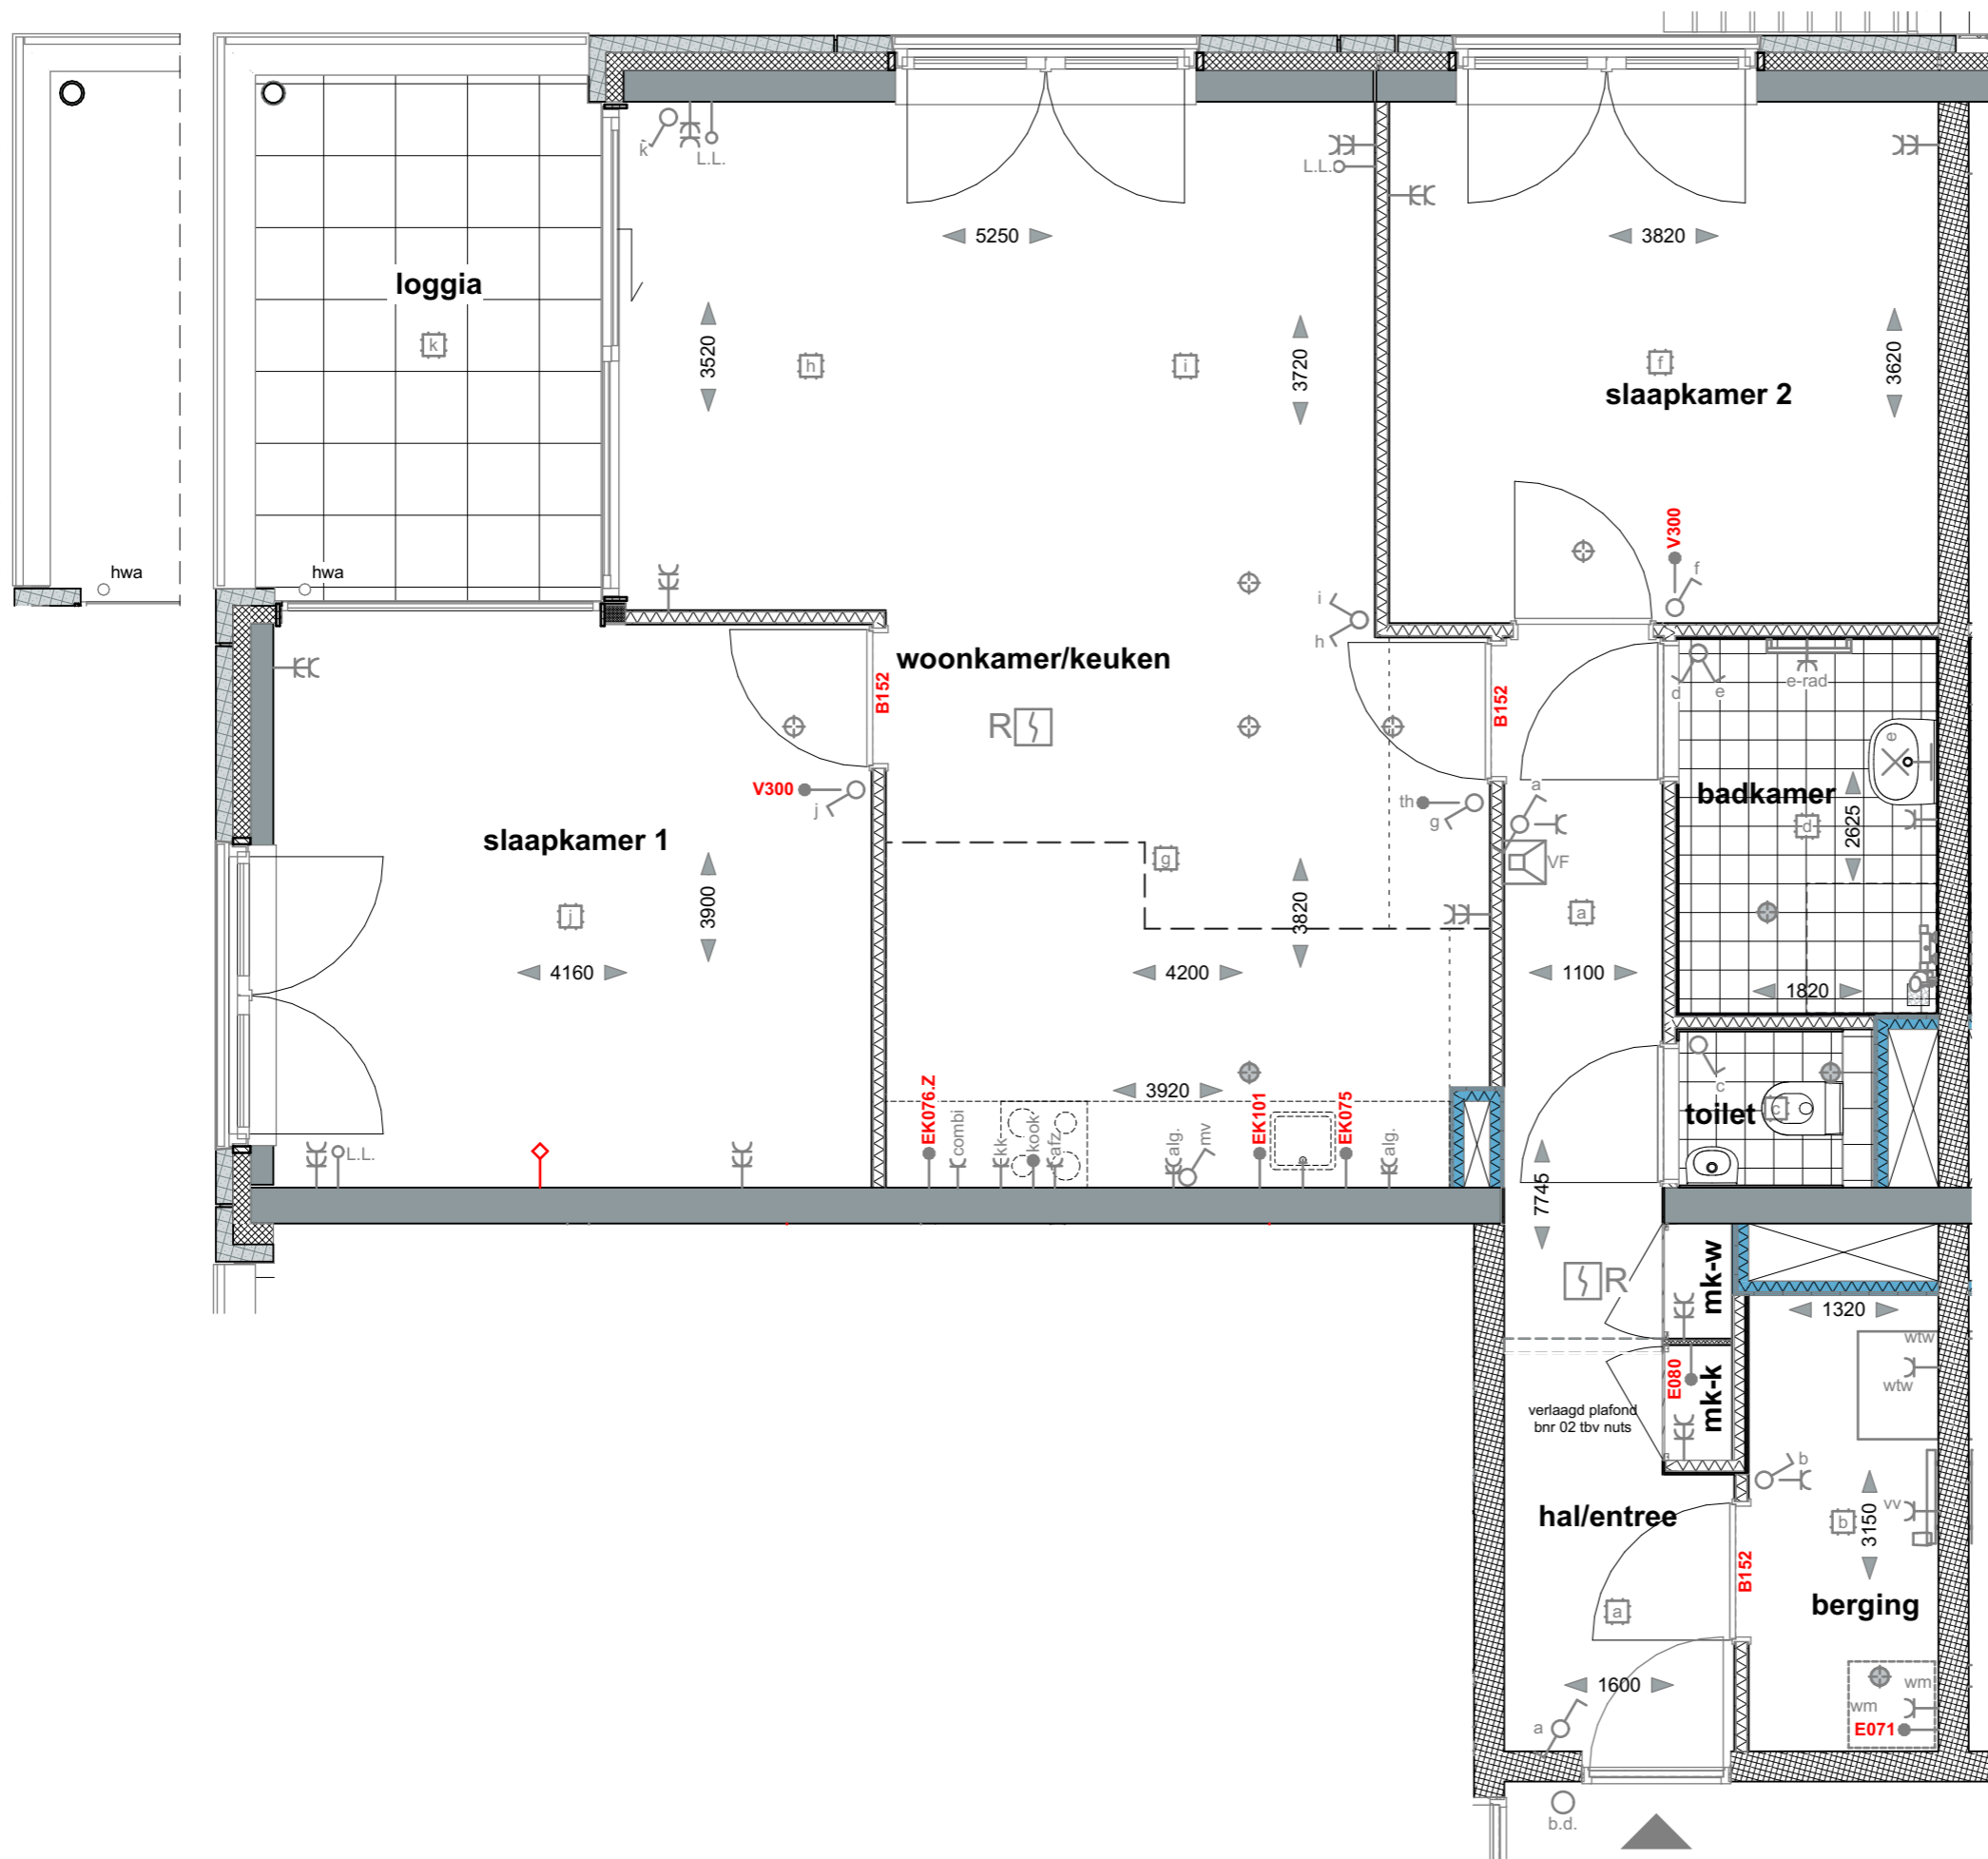 k
L.L.
L.L.
5250
3820
loggia
k
3520
h
i
3720
f
slaapkamer 2
3620
hwa
hwa
V300
f
i
h
woonkamer/keuken
B152
R
B152
d
e
e-rad
e
V300
j
th
g
a
badkamer
d
2625
slaapkamer 1
g
VF
3900
j
3820
a
4160
4200
1100
1820
3920
c
toilet
c
L.L.
EK076.Z
combi
kk
kook
afz
alg.
mv
EK101
EK075
alg.
7745
R
mk-w
1320
wtw
wtw
E080
mk-k
verlaagd plafond
bnr 02 tbv nuts
b
hal/entree
b
3150
vv
B152
berging
a
1600
wm
wm
a
E071
b.d.